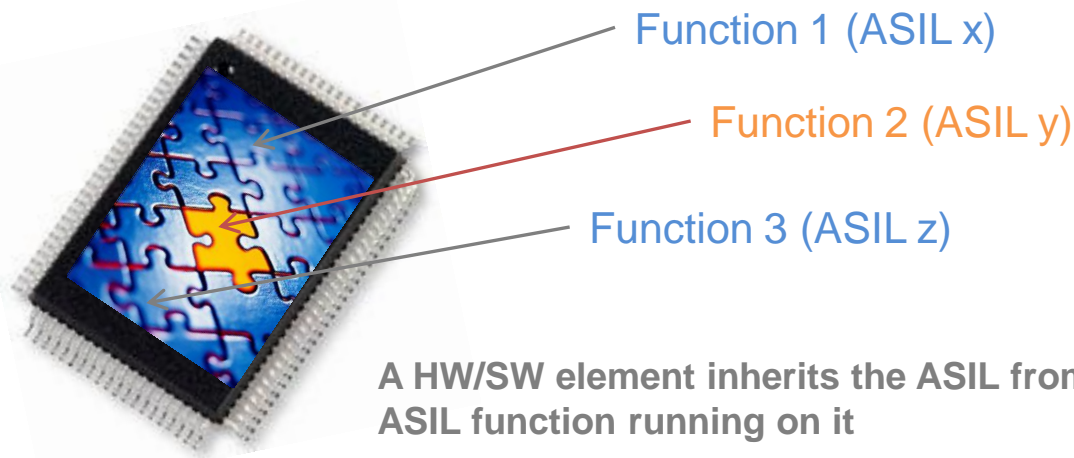 Function 1 (ASIL x)
Function 2 (ASIL y)
Function 3 (ASIL z)
A HW/SW element inherits the ASIL from
ASIL function running on it